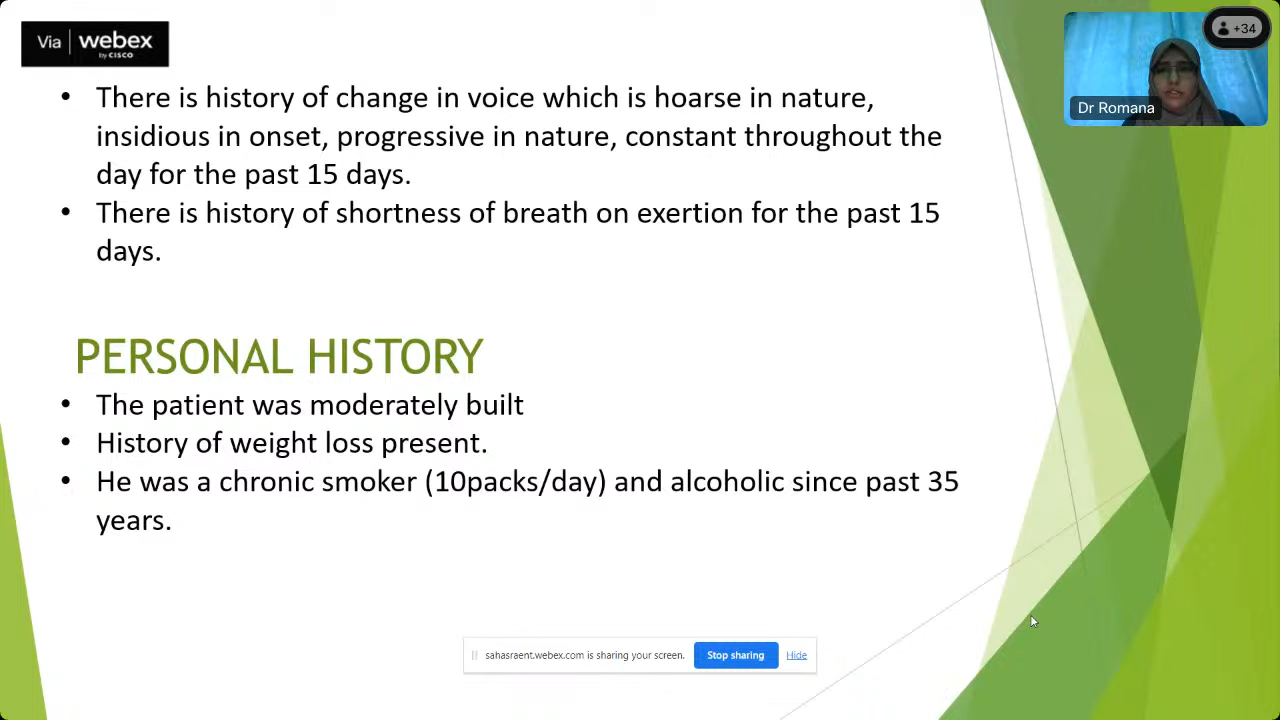 Via webex
by CISCO
+34
Dr Romana
• There is history of change in voice which is hoarse in nature,
insidious in onset, progressive in nature, constant throughout the
day for the past 15 days.
• There is history of shortness of breath on exertion for the past 15
days.
PERSONAL HISTORY
• The patient was moderately built
• History of weight loss present.
• He was a chronic smoker (10packs/day) and alcoholic since past 35
years.
sahasraent.webex.com is sharing your screen. Stop sharing Hide